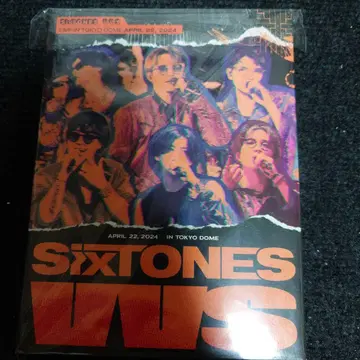 APRIL 22, 2024 IN TOKYO DOME
SixTONES
VVS